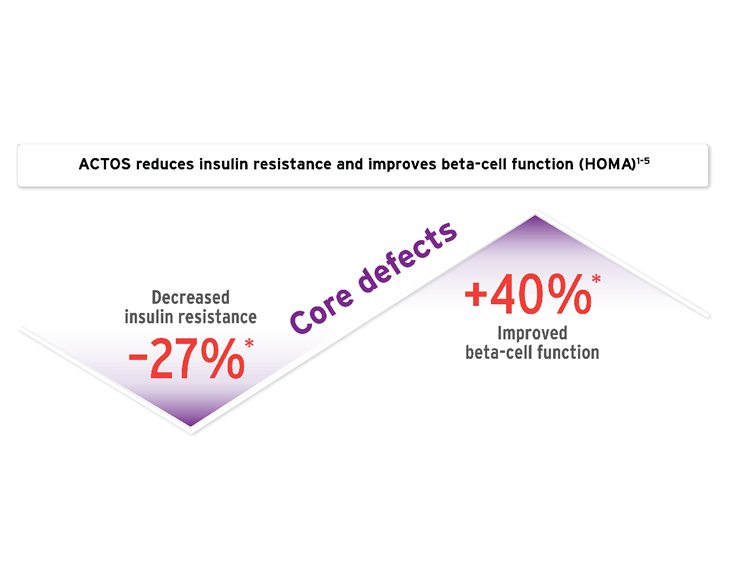 ACTOS reduces insulin resistance and improves beta-cell function (HOMA)¹⁻⁵
Core defects
Decreased
insulin resistance
-27%*
+40%*
Improved
beta-cell function